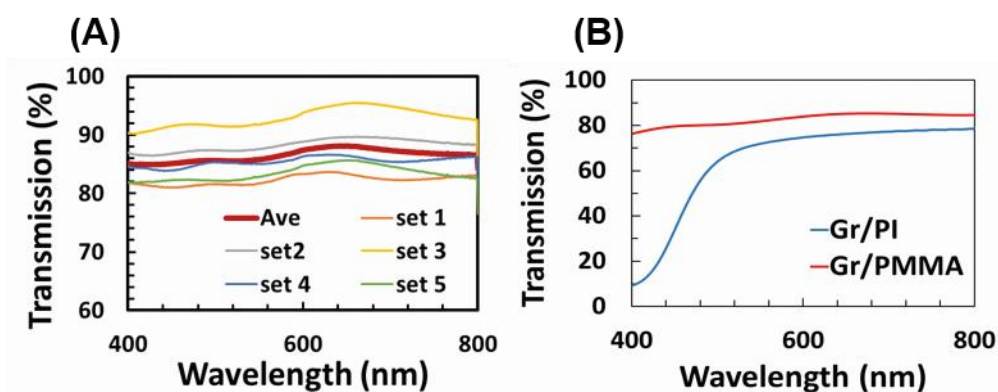 (A)
(B)
Transmission (%)
100
90
80
70
60
Ave
set 1
set2
set 3
set 4
set 5
400
600
800
Wavelength (nm)
Transmission (%)
100
80
60
40
20
0
Gr/PI
Gr/PMMA
400
600
800
Wavelength (nm)